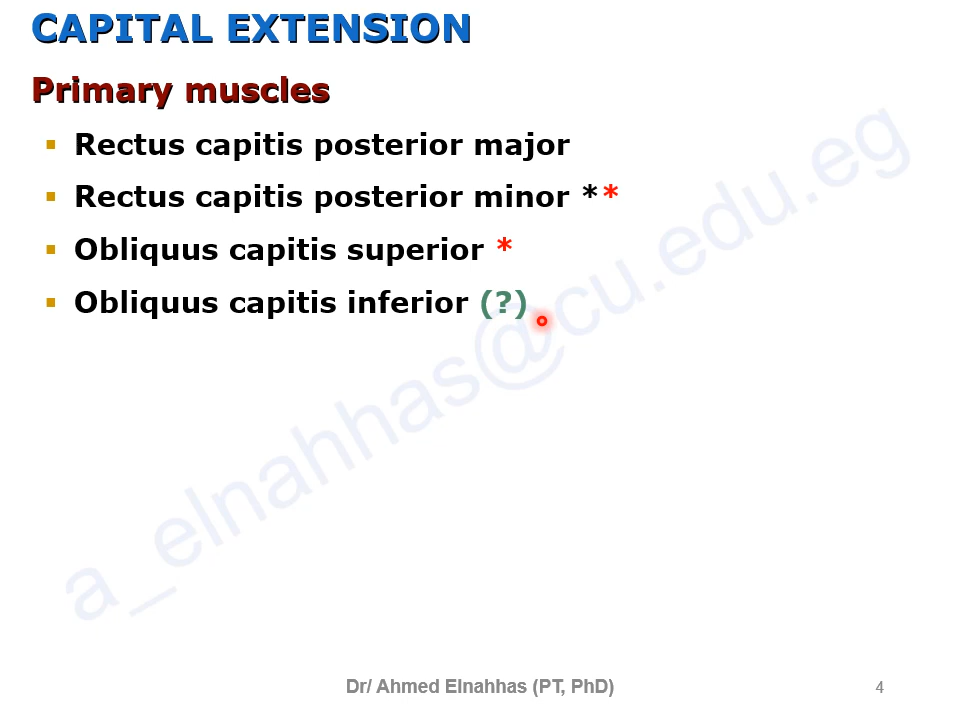 CAPITAL EXTENSION
Primary muscles
▪ Rectus capitis posterior major
▪ Rectus capitis posterior minor **
▪ Obliquus capitis superior *
▪ Obliquus capitis inferior (?)
a_elnahhas@cu.edu.eg
Dr/ Ahmed Elnahhas (PT, PhD)
4